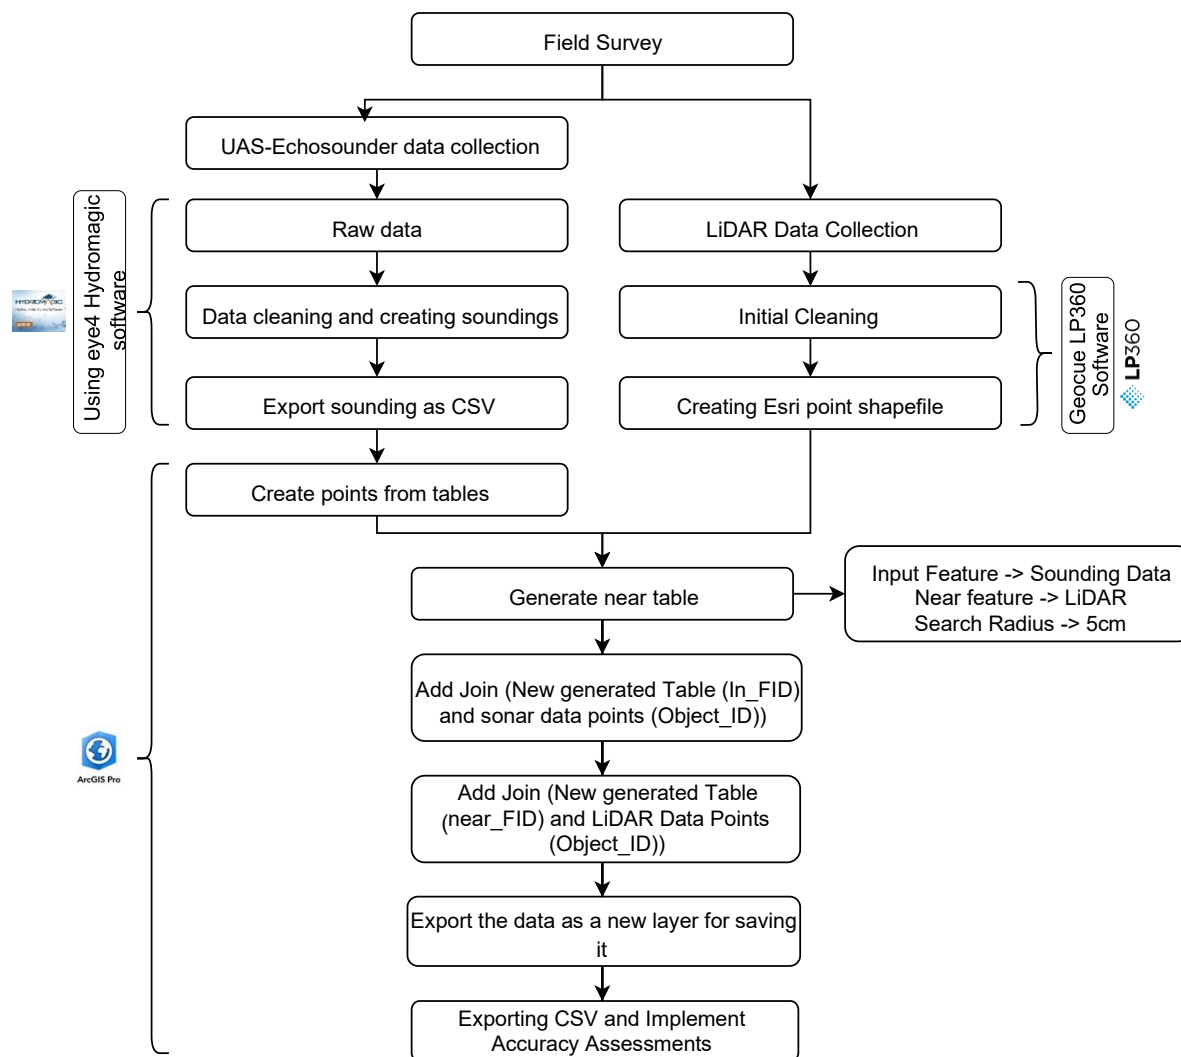 Field Survey
UAS-Echosounder data collection
Using eye4 Hydromagic
software
HYDROMAGIC
Raw data
LiDAR Data Collection
Data cleaning and creating soundings
Initial Cleaning
Export sounding as CSV
Creating Esri point shapefile
Geocue LP360
Software
LP360
Create points from tables
Generate near table
Input Feature -> Sounding Data
Near feature -> LiDAR
Search Radius -> 5cm
Add Join (New generated Table (In_FID)
and sonar data points (Object_ID))
ArcGIS Pro
Add Join (New generated Table
(near_FID) and LiDAR Data Points
(Object_ID))
Export the data as a new layer for saving
it
Exporting CSV and Implement
Accuracy Assessments